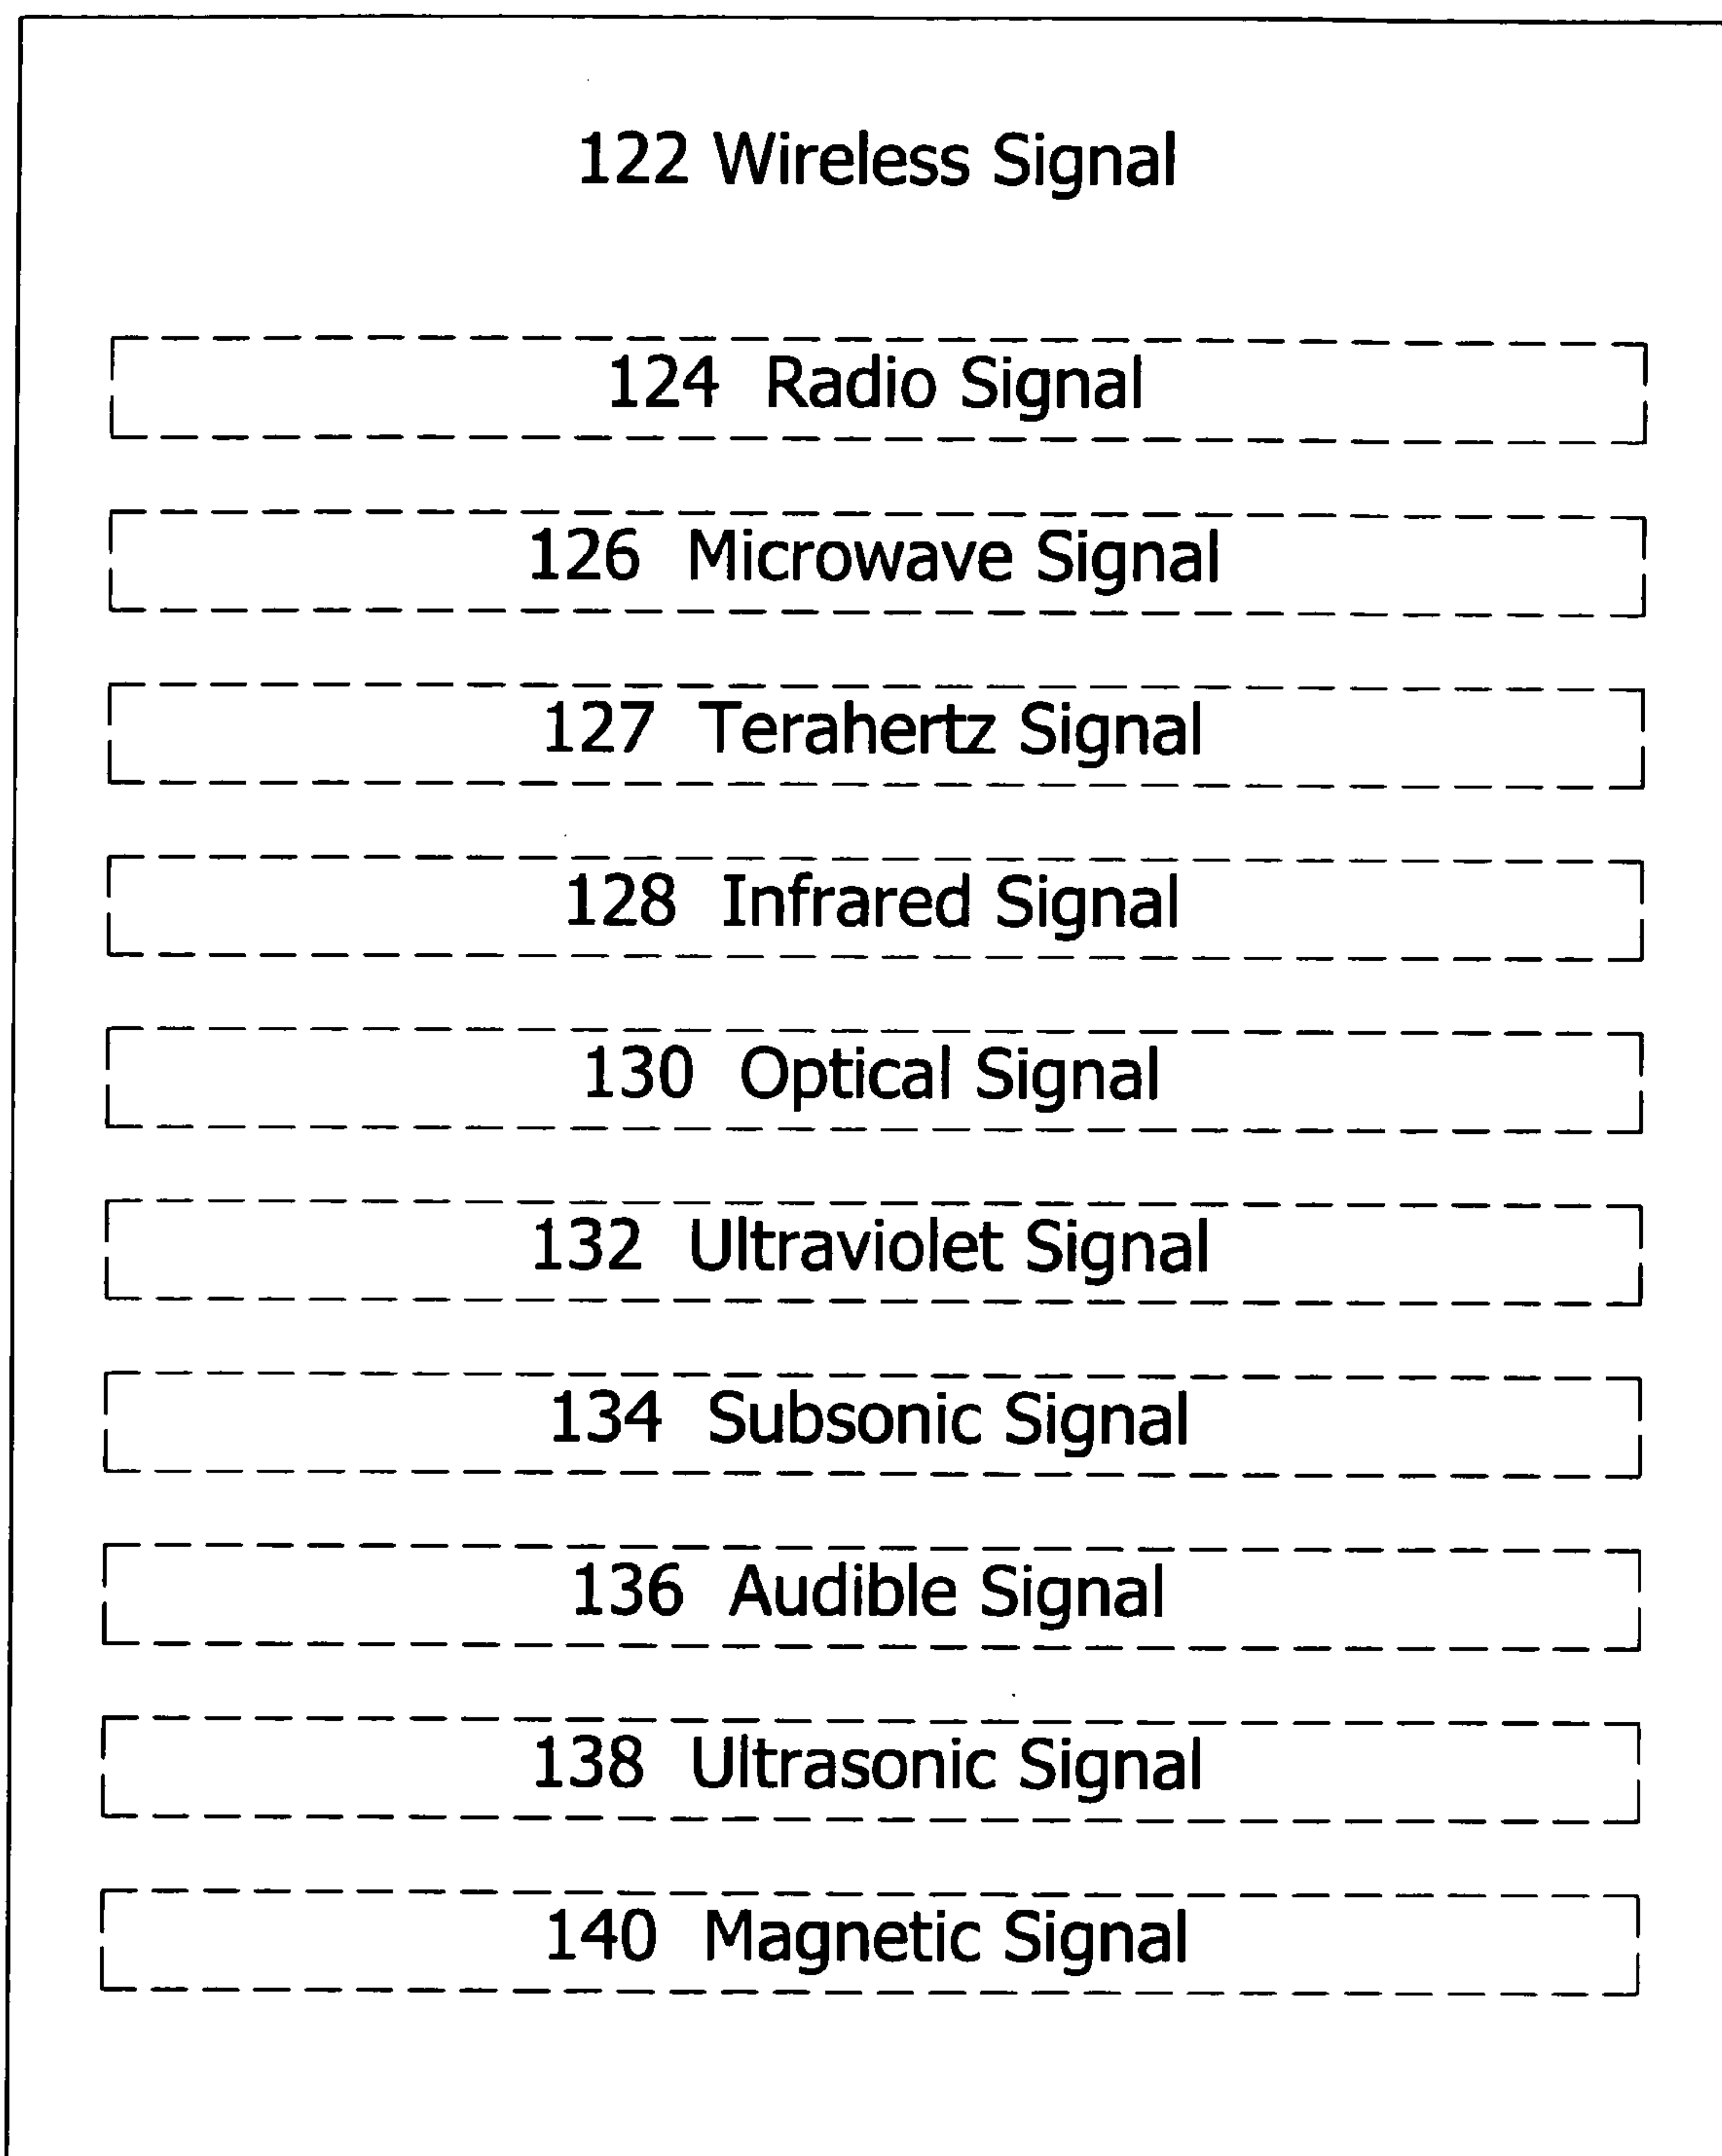 122 Wireless Signal
124 Radio Signal
126 Microwave Signal
127 Terahertz Signal
128 Infrared Signal
130 Optical Signal
132 Ultraviolet Signal
134 Subsonic Signal
136 Audible Signal
138 Ultrasonic Signal
140 Magnetic Signal